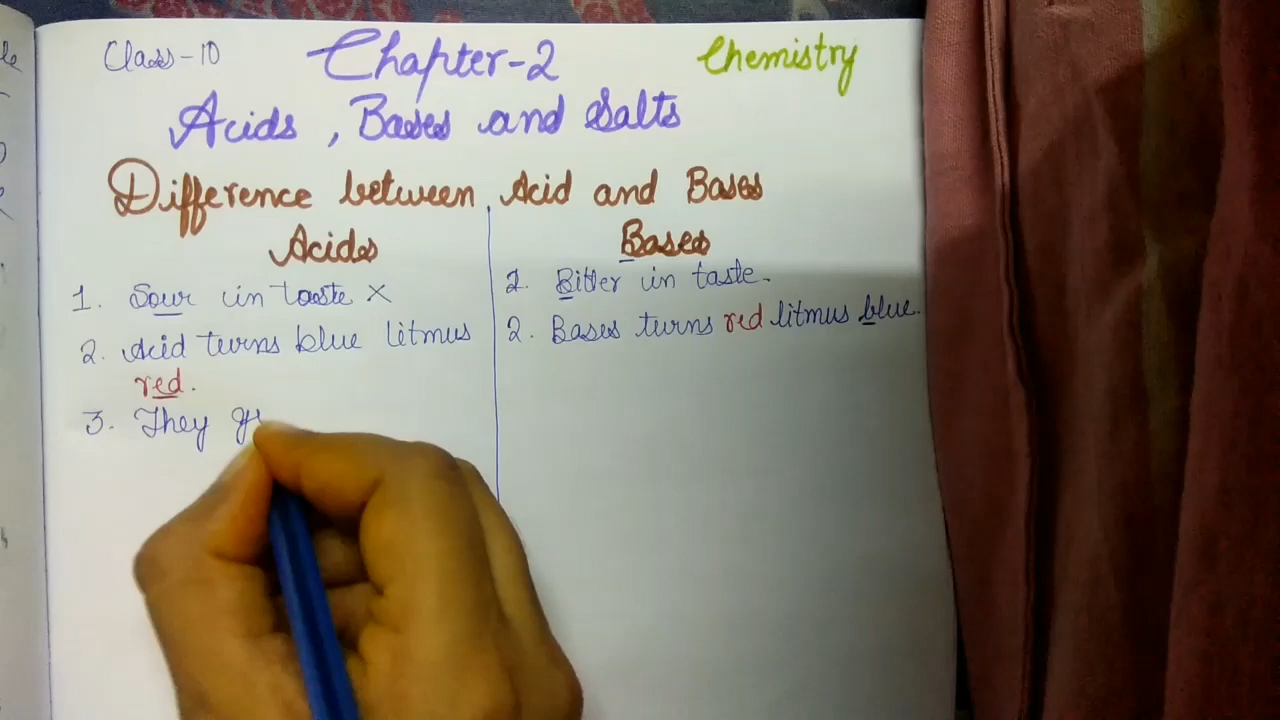 Class-10 Chapter-2 Chemistry
Acids, Bases and Salts
Difference between Acid and Bases
Acids
1. Sour in taste ×
2. Acid turns blue litmus
red.
3. They
Bases
1. Bitter in taste.
2. Bases turns red litmus blue.